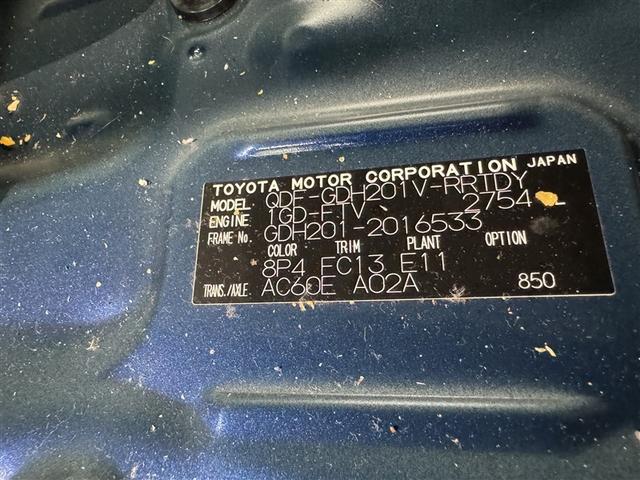 TOYOTA MOTOR CORPORATION JAPAN
MODEL QDF-GDH201V-RRTDY
ENGINE 1GD-FTV 2754 L
FRAME No. GDH201-2016533
COLOR TRIM PLANT OPTION
8P4 FC13 E11
TRANS./AXLE AC60E A02A 850